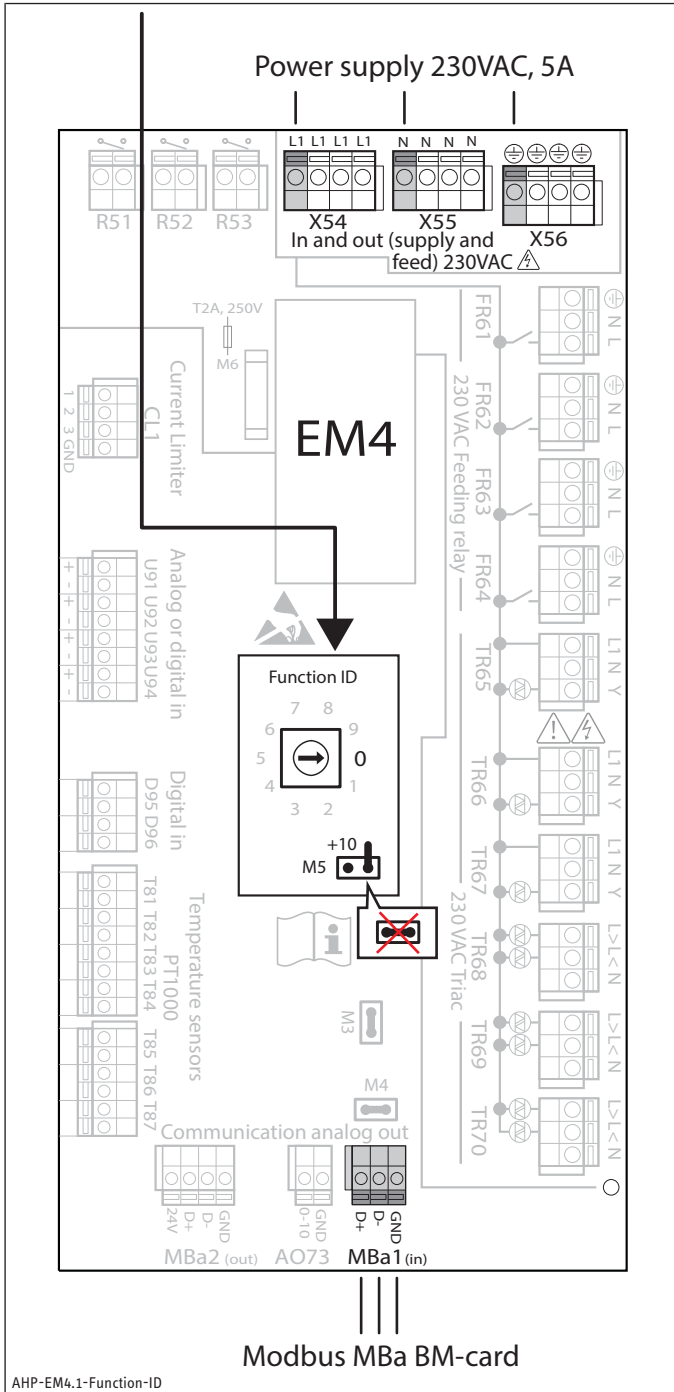 Power supply 230VAC, 5A
L1 L1 L1 L1
N N N N
R51
R52
R53
X54
X55
X56
In and out (supply and
feed) 230VAC
T2A, 250V
M6
EM4
Current Limiter
CL1
1 2 3 GND
Analog or digital in
U91 U92 U93 U94
+ - + - + - + -
Digital in
D95 D96
Temperature sensors
PT1000
T81 T82 T83 T84
T85 T86 T87
FR61
N L
FR62
N L
230 VAC Feeding relay
FR63
N L
FR64
N L
TR65
L1 N Y
TR66
L1 N Y
TR67
L1 N Y
230 VAC Triac
TR68
L> L< N
TR69
L> L< N
TR70
L> L< N
Function ID
7 8
6 9
5 0
4 1
3 2
+10
M5
i
M3
M4
Communication analog out
24V D+ D- GND
0-10 GND
D+ D- GND
MBa2 (out)
AO73
MBa1 (in)
Modbus MBa BM-card
AHP-EM4.1-Function-ID